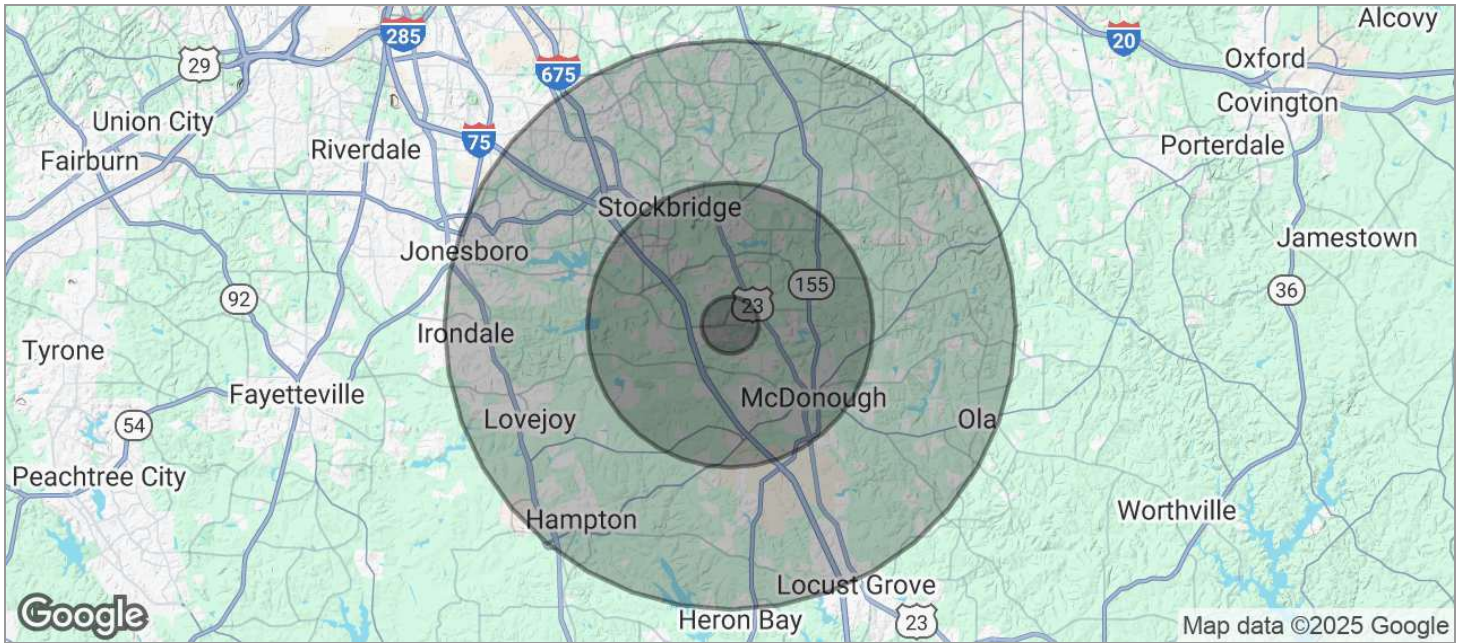 Alcovy
285
20
29
Oxford
675
Covington
Union City
75
Riverdale
Porterdale
Fairburn
Stockbridge
Jonesboro
Jamestown
155
92
36
23
Irondale
Tyrone
Fayetteville
McDonough
Lovejoy
Ola
54
Peachtree City
Worthville
Hampton
Locust Grove
Google
Heron Bay
23
Map data ©2025 Google